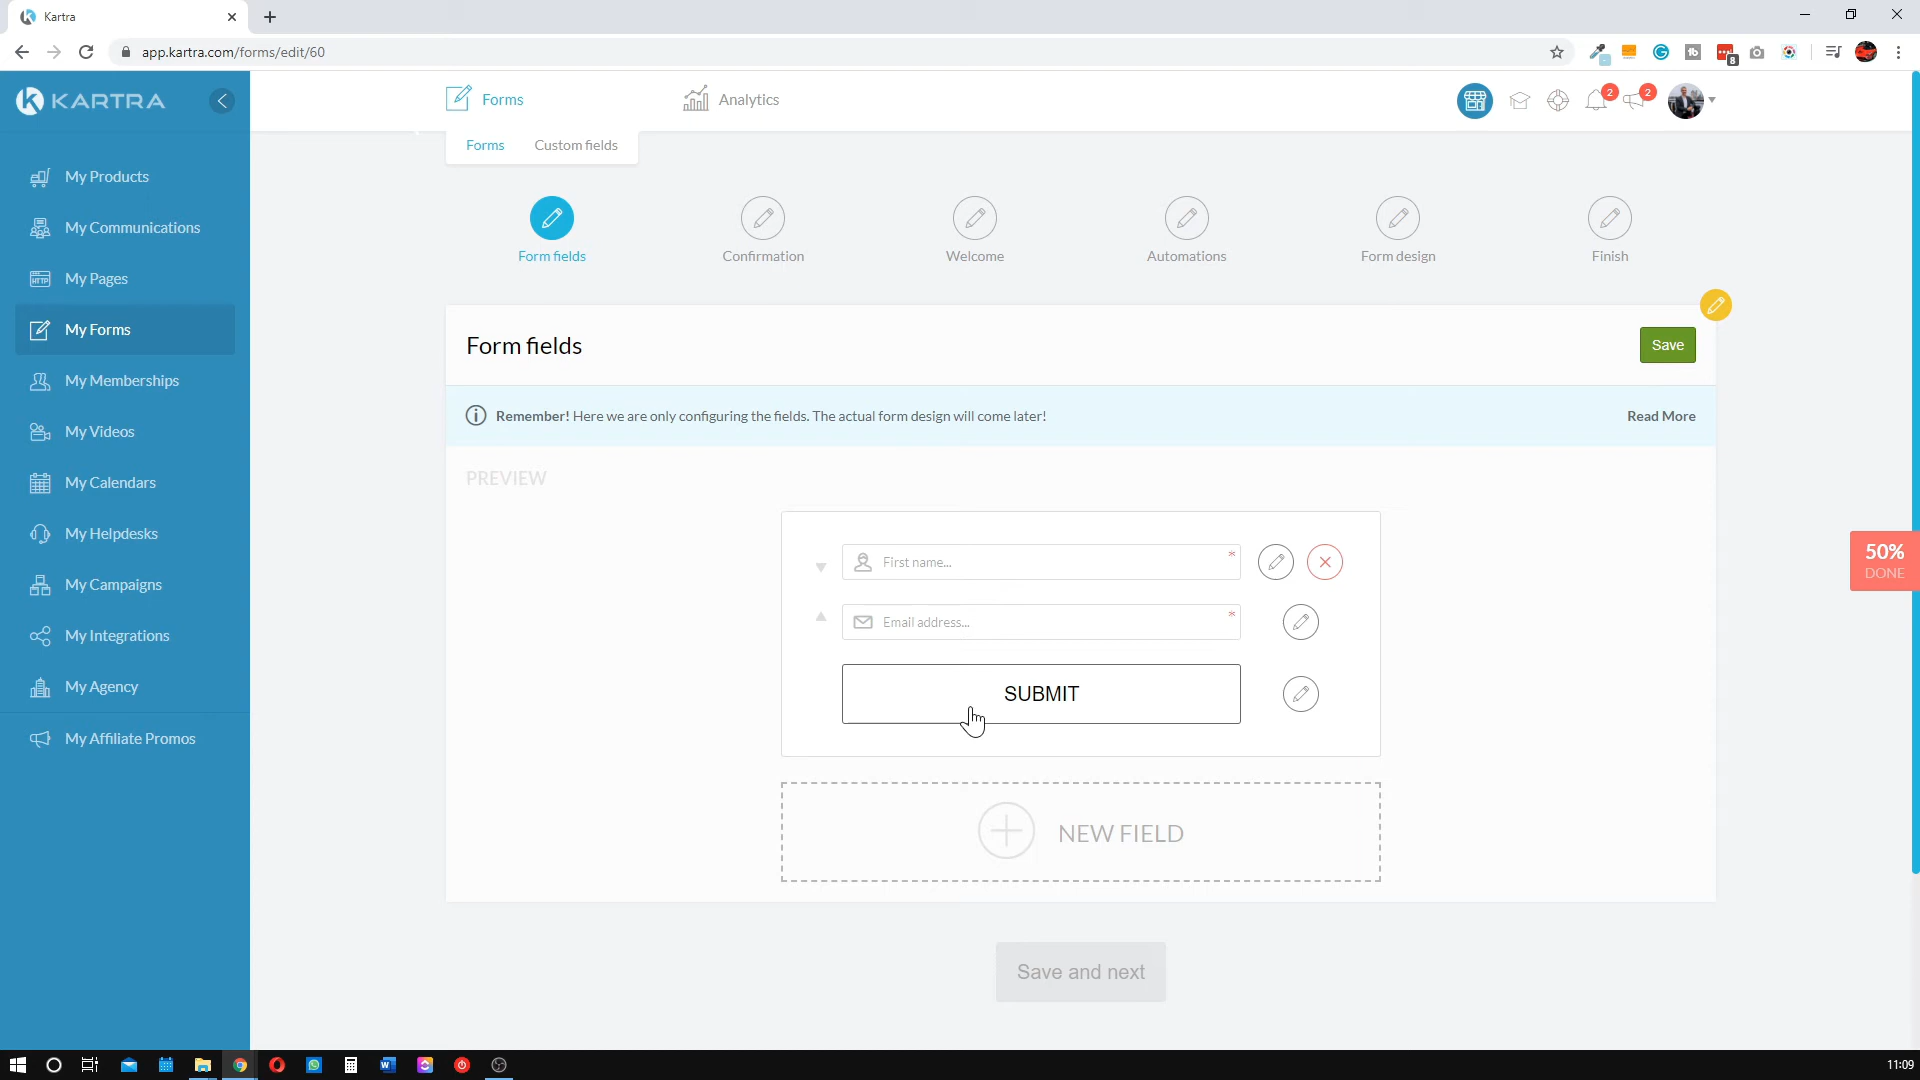 Kartra
app.kartra.com/forms/edit/60
8
KARTRA
Forms
Analytics
2
2
Forms
Custom fields
My Products
My Communications
My Pages
My Forms
My Memberships
My Videos
My Calendars
My Helpdesks
My Campaigns
My Integrations
My Agency
My Affiliate Promos
Form fields
Confirmation
Welcome
Automations
Form design
Finish
Form fields
Save
Remember! Here we are only configuring the fields. The actual form design will come later!
Read More
PREVIEW
First name...
*
Email address...
*
SUBMIT
NEW FIELD
50%
DONE
Save and next
11:09